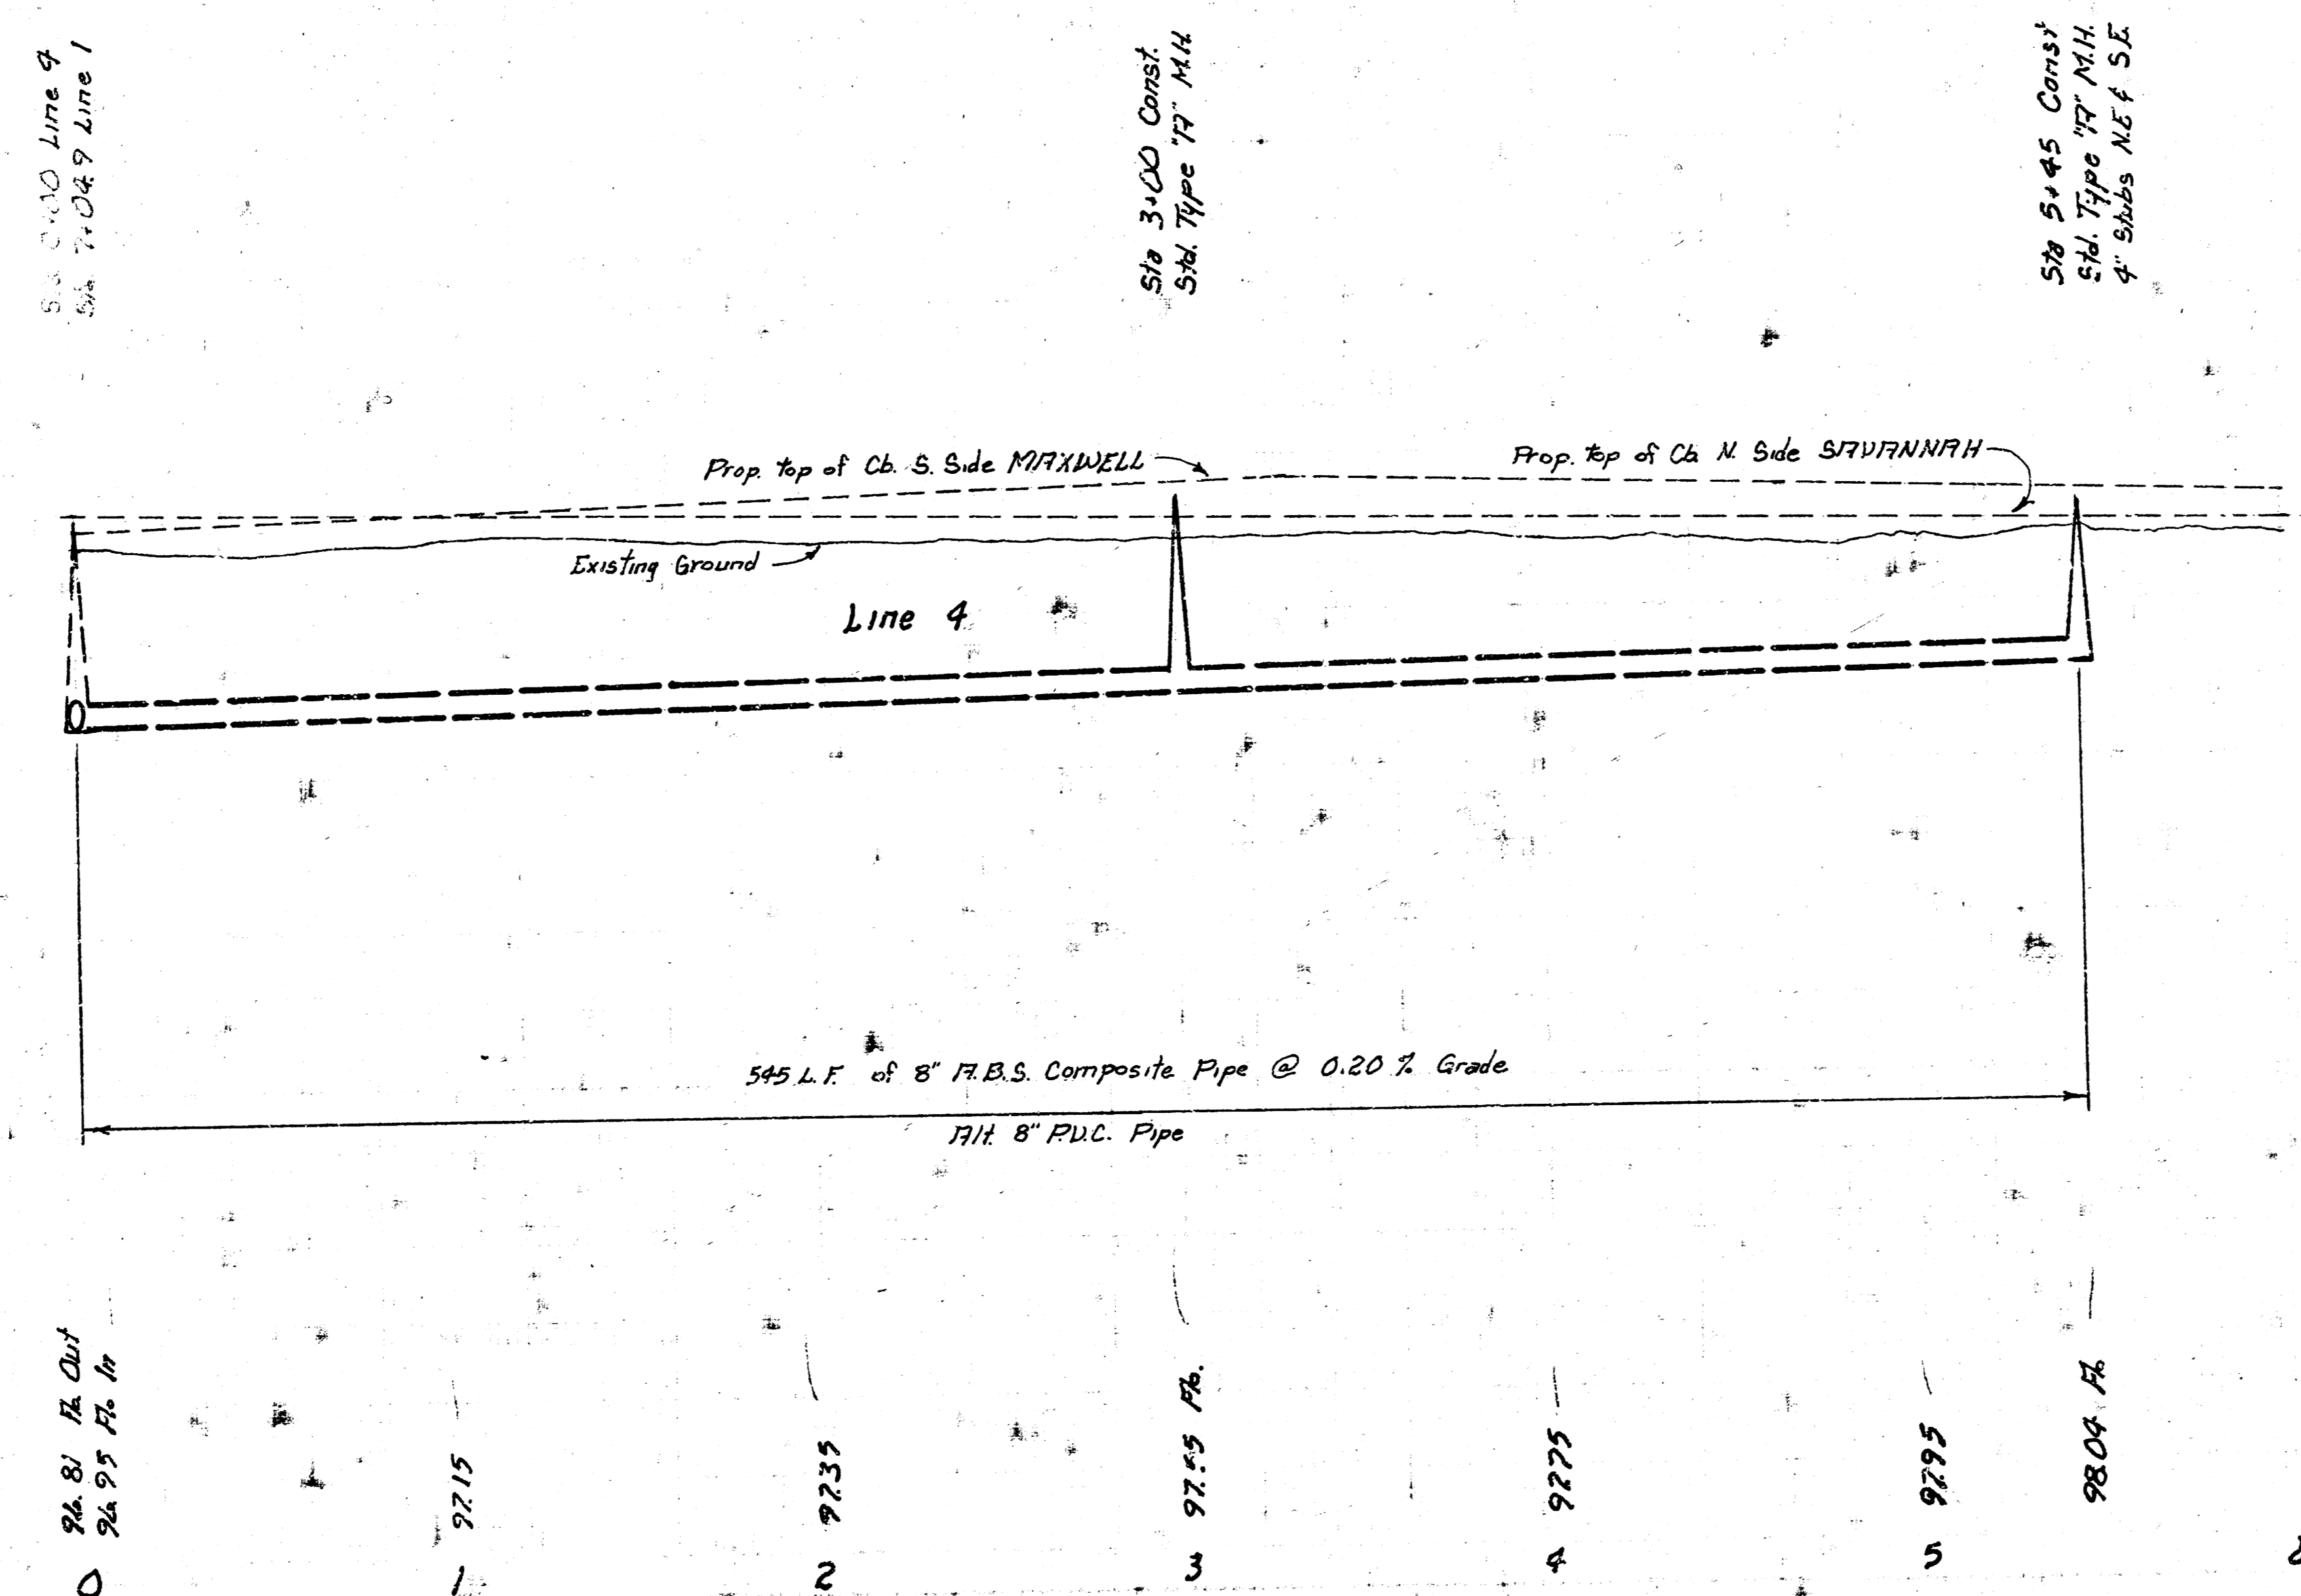 Sta 0+00 Line 4
Sta 7+04.9 Line 1
Sta 3+00 Const.
Std. Type "A" M.H.
Sta 5+45 Const
Std. Type "A" M.H.
4" Stubs N.E & S.E.
Prop. top of Cb. S. Side MAXWELL
Prop. top of Cb N. Side SAVANNAH
Existing Ground
Line 4
545 L.F. of 8" A.B.S. Composite Pipe @ 0.20 % Grade
Alt. 8" P.V.C. Pipe
96.81 Flo Out
96.95 Flo In
97.15
97.35
97.55 Flo.
97.75
97.95
98.04 Flo
0
1
2
3
4
5